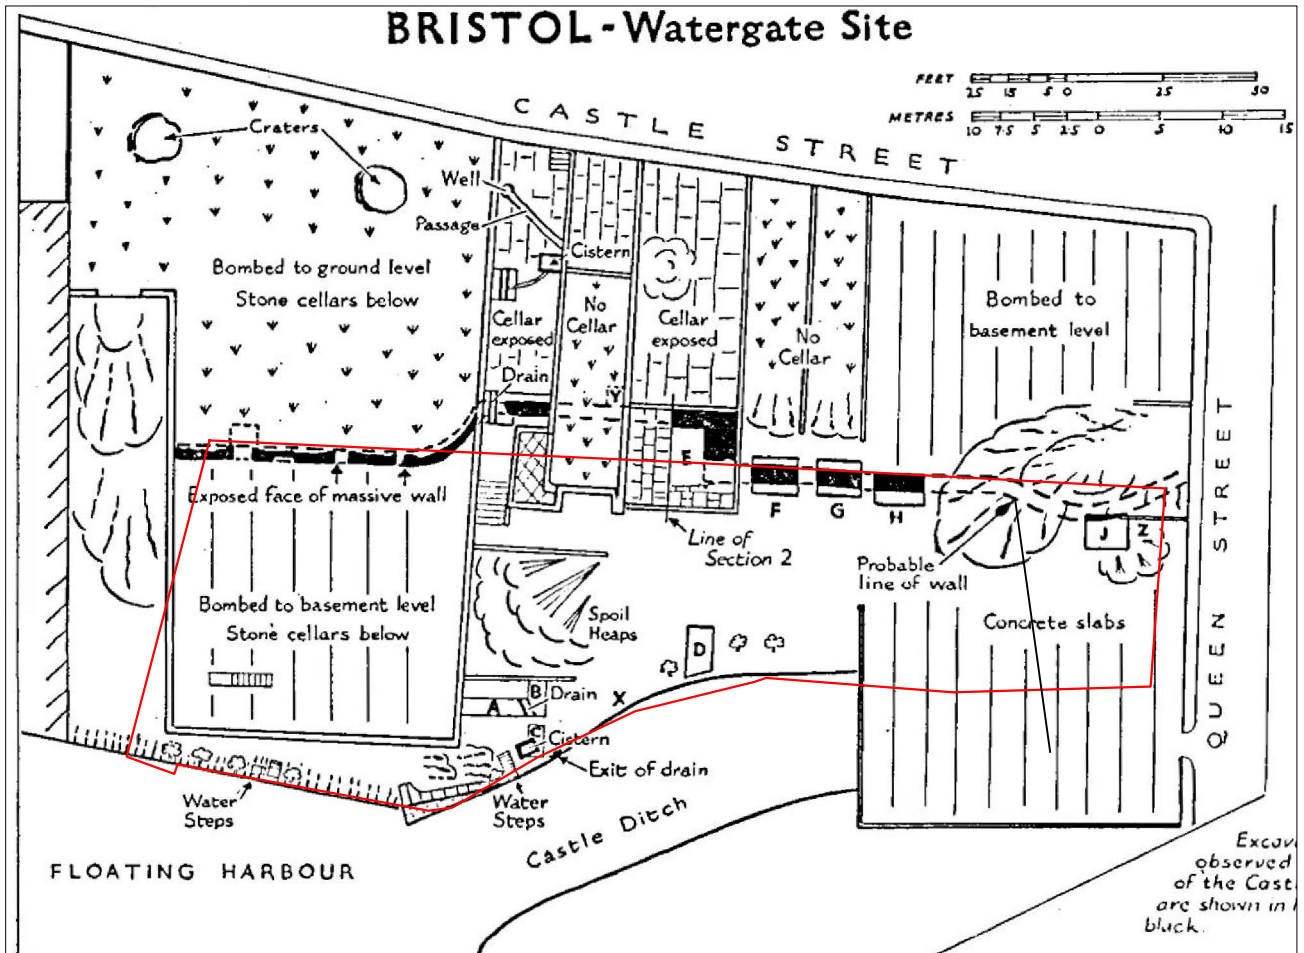 BRISTOL - Watergate Site
FEET
25 15 5 0 25 50
METRES
10 7·5 5 2·5 0 5 10 15
CASTLE STREET
Craters
Well
Passage
Cistern
Bombed to ground level
Stone cellars below
No
Cellar
Cellar
exposed
Cellar
exposed
No
Cellar
Bombed to
basement level
Drain
Y
E
Exposed face of massive wall
F
G
H
J
Z
Line of
Section 2
Probable
line of wall
Bombed to basement level
Stone cellars below
Spoil
Heaps
D
Concrete slabs
QUEEN STREET
B
Drain
A
X
C
Cistern
Exit of drain
Water
Steps
Water
Steps
Castle Ditch
FLOATING HARBOUR
observed
of the
are shown in
black.